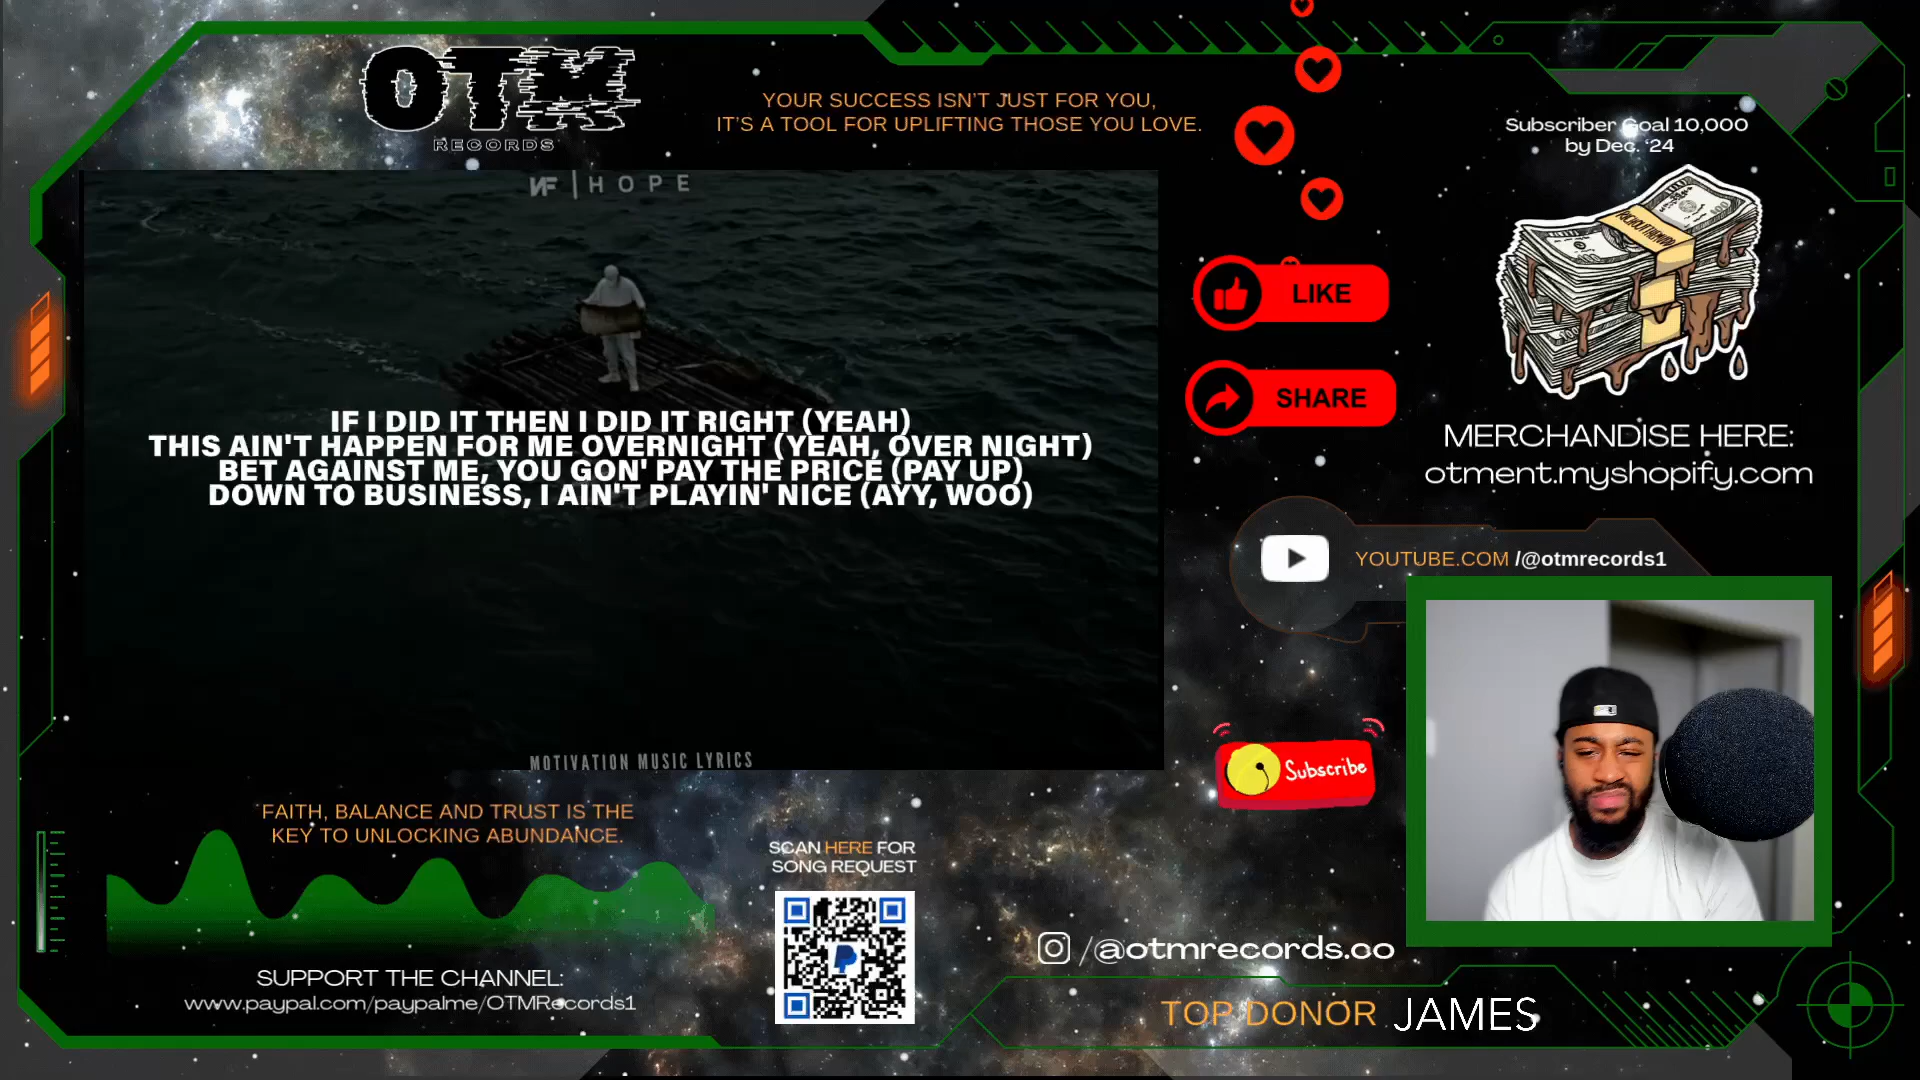 OTM
RECORDS
YOUR SUCCESS ISN'T JUST FOR YOU,
IT'S A TOOL FOR UPLIFTING THOSE YOU LOVE.
Subscriber Goal 10,000
by Dec. '24
NF | HOPE
IF I DID IT THEN I DID IT RIGHT (YEAH)
THIS AIN'T HAPPEN FOR ME OVERNIGHT (YEAH, OVER NIGHT)
BET AGAINST ME, YOU GON' PAY THE PRICE (PAY UP)
DOWN TO BUSINESS, I AIN'T PLAYIN' NICE (AYY, WOO)
MOTIVATION MUSIC LYRICS
LIKE
SHARE
MERCHANDISE HERE:
otment.myshopify.com
YOUTUBE.COM /@otmrecords1
Subscribe
FAITH, BALANCE AND TRUST IS THE
KEY TO UNLOCKING ABUNDANCE.
SCAN HERE FOR
SONG REQUEST
SUPPORT THE CHANNEL:
www.paypal.com/paypalme/OTMRecords1
/@otmrecords.co
TOP DONOR JAMES